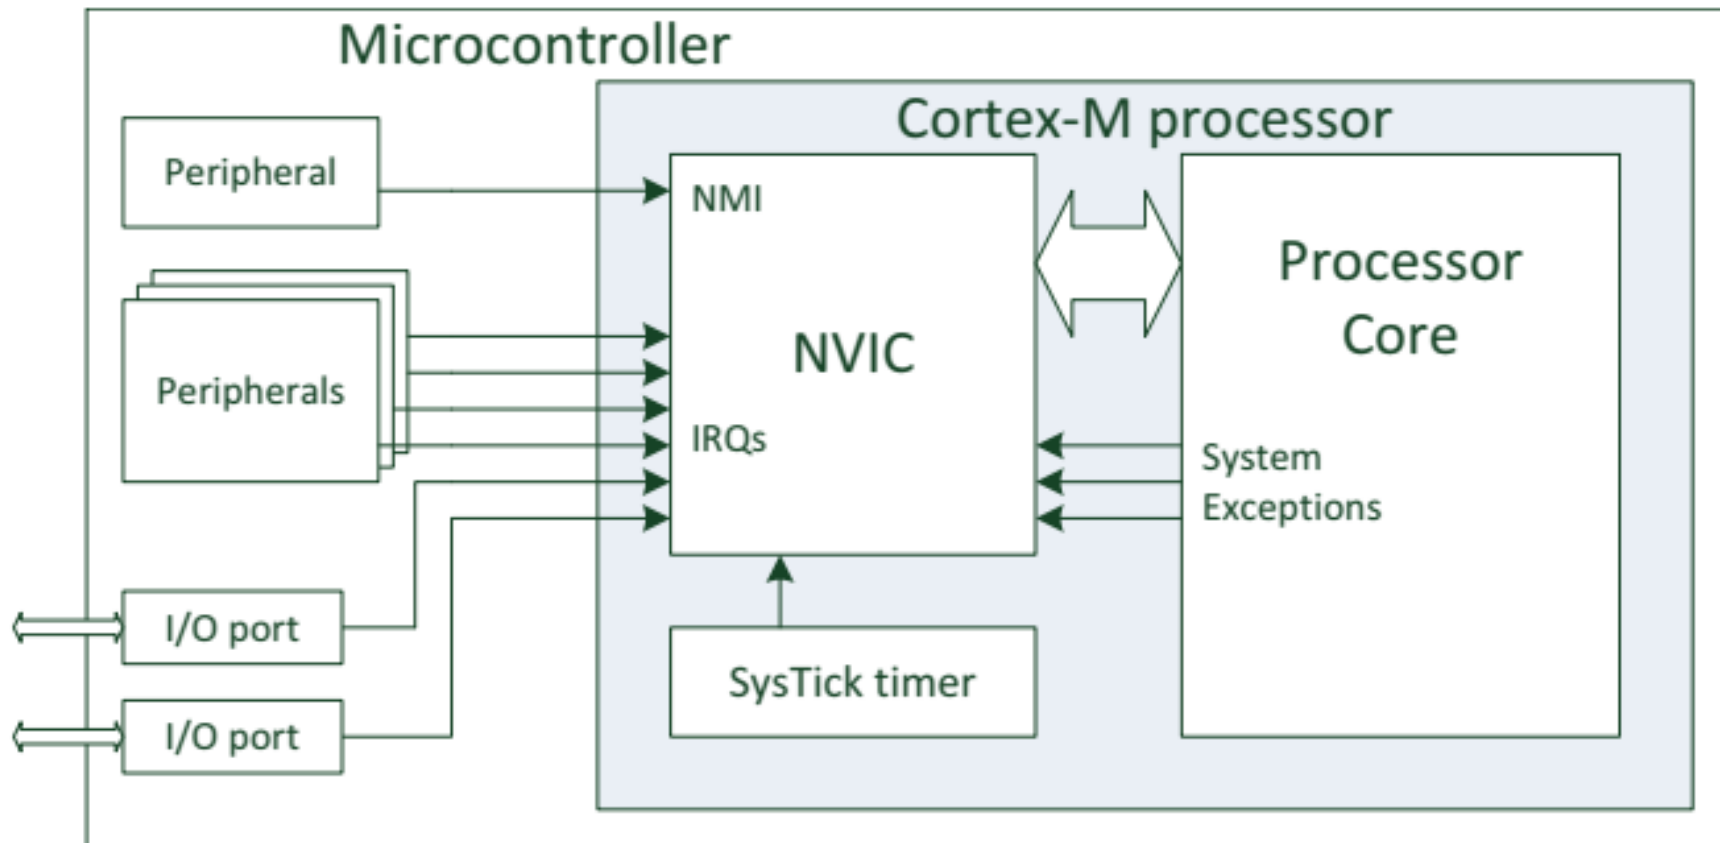 Microcontroller
Cortex-M processor
Peripheral
NMI
Processor
Core
NVIC
Peripherals
IRQs
System
Exceptions
I/O port
SysTick timer
I/O port